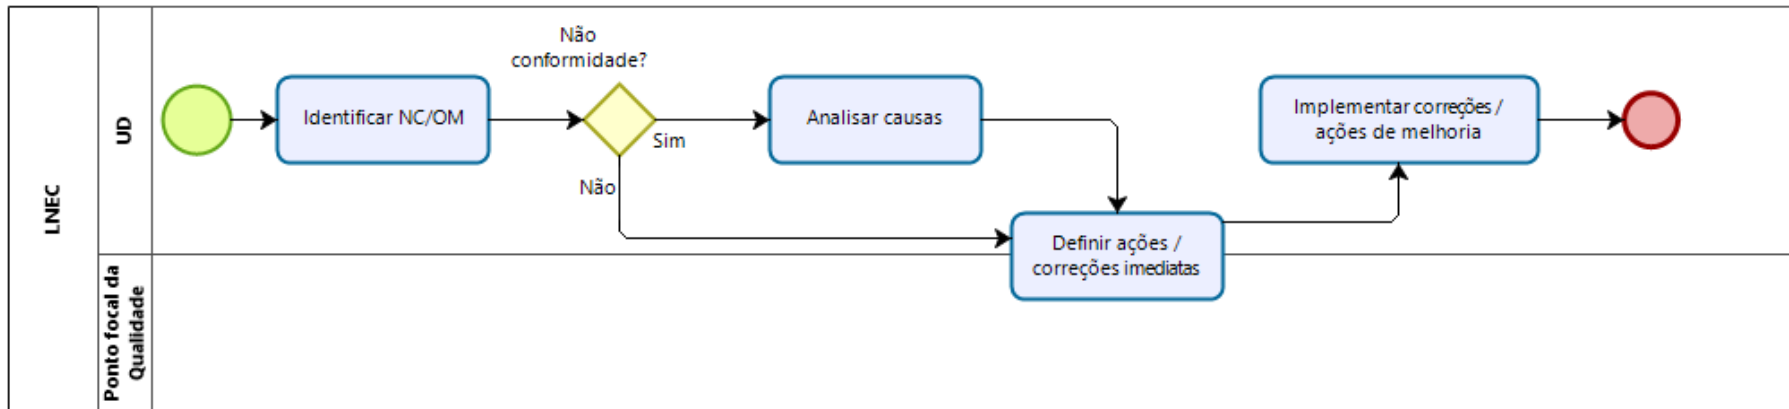 LNEC
UD
Identificar NC/OM
Não
conformidade?
Sim
Não
Analisar causas
Definir ações /
correções imediatas
Implementar correções /
ações de melhoria
Ponto focal da
Qualidade